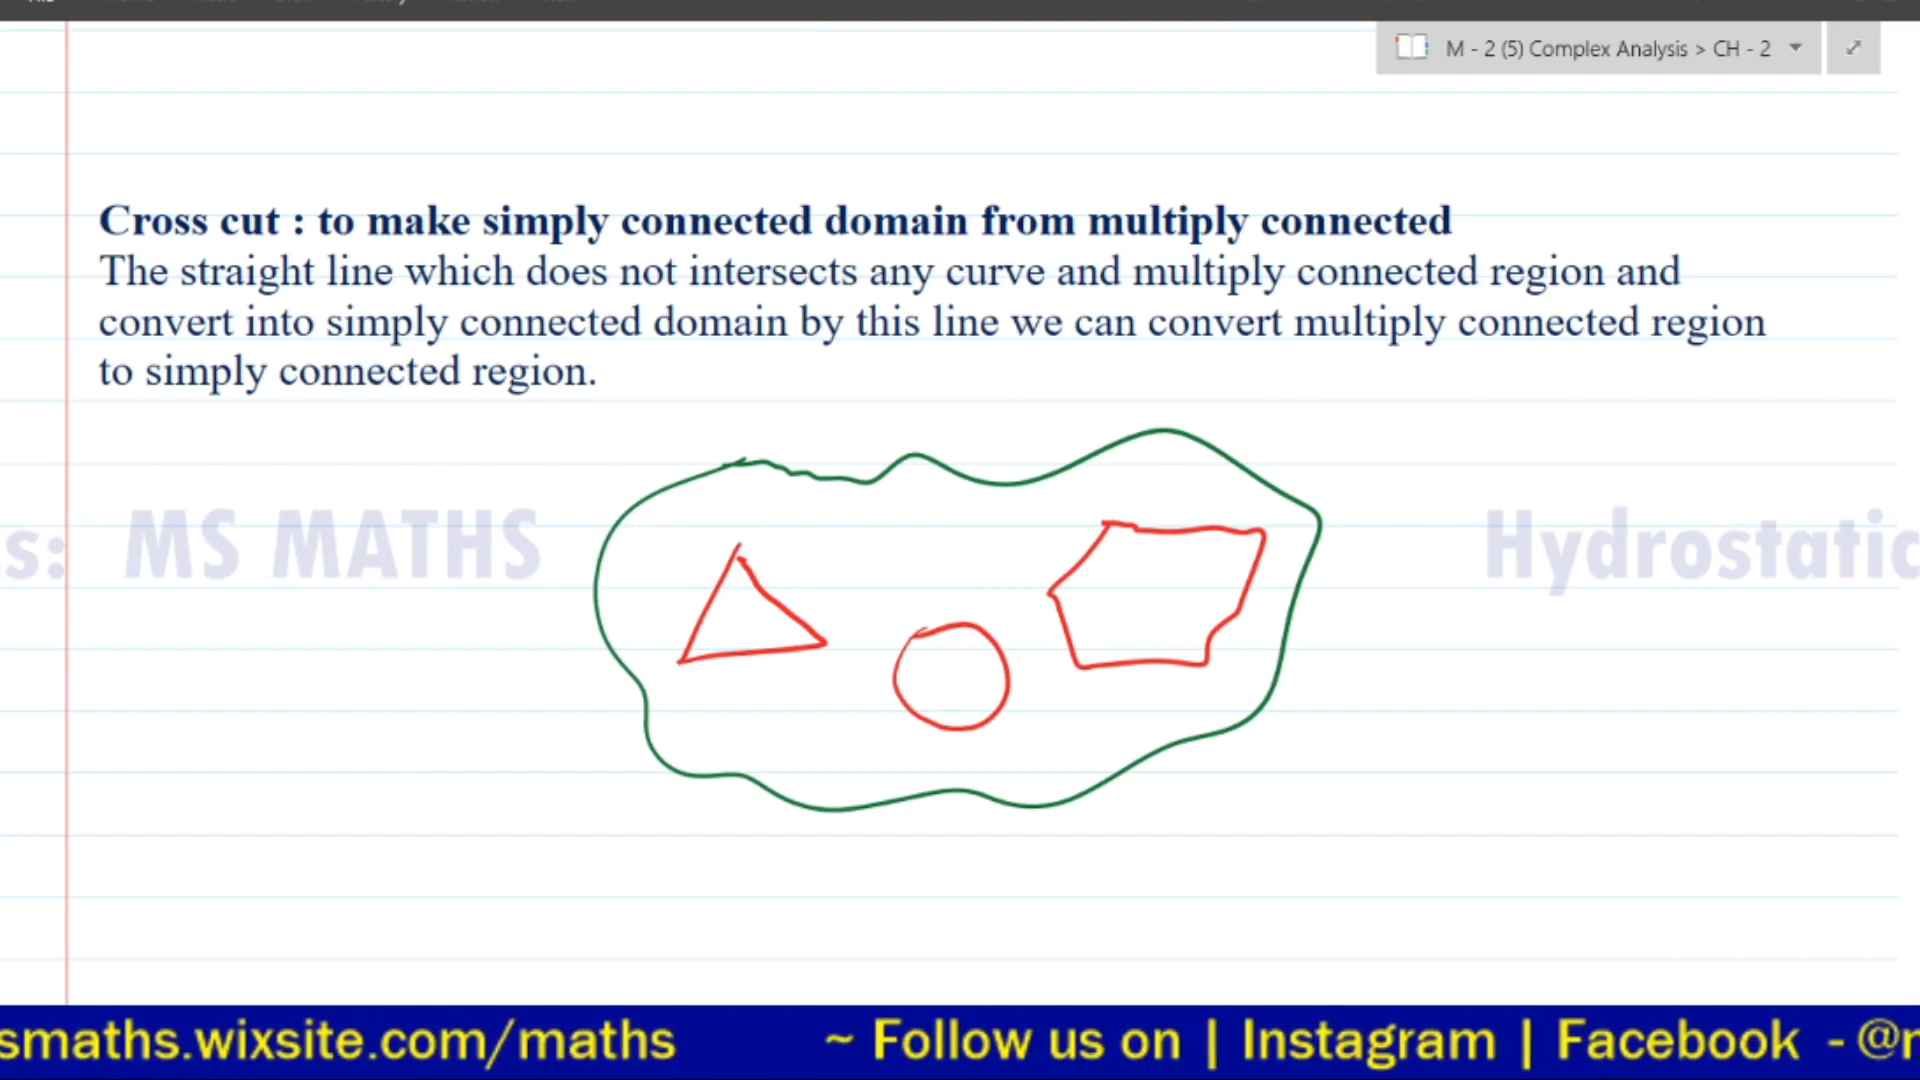 M - 2 (5) Complex Analysis > CH - 2
Cross cut : to make simply connected domain from multiply connected
The straight line which does not intersects any curve and multiply connected region and
convert into simply connected domain by this line we can convert multiply connected region
to simply connected region.
s: MS MATHS
Hydrostatic
smaths.wixsite.com/maths ~ Follow us on | Instagram | Facebook - @